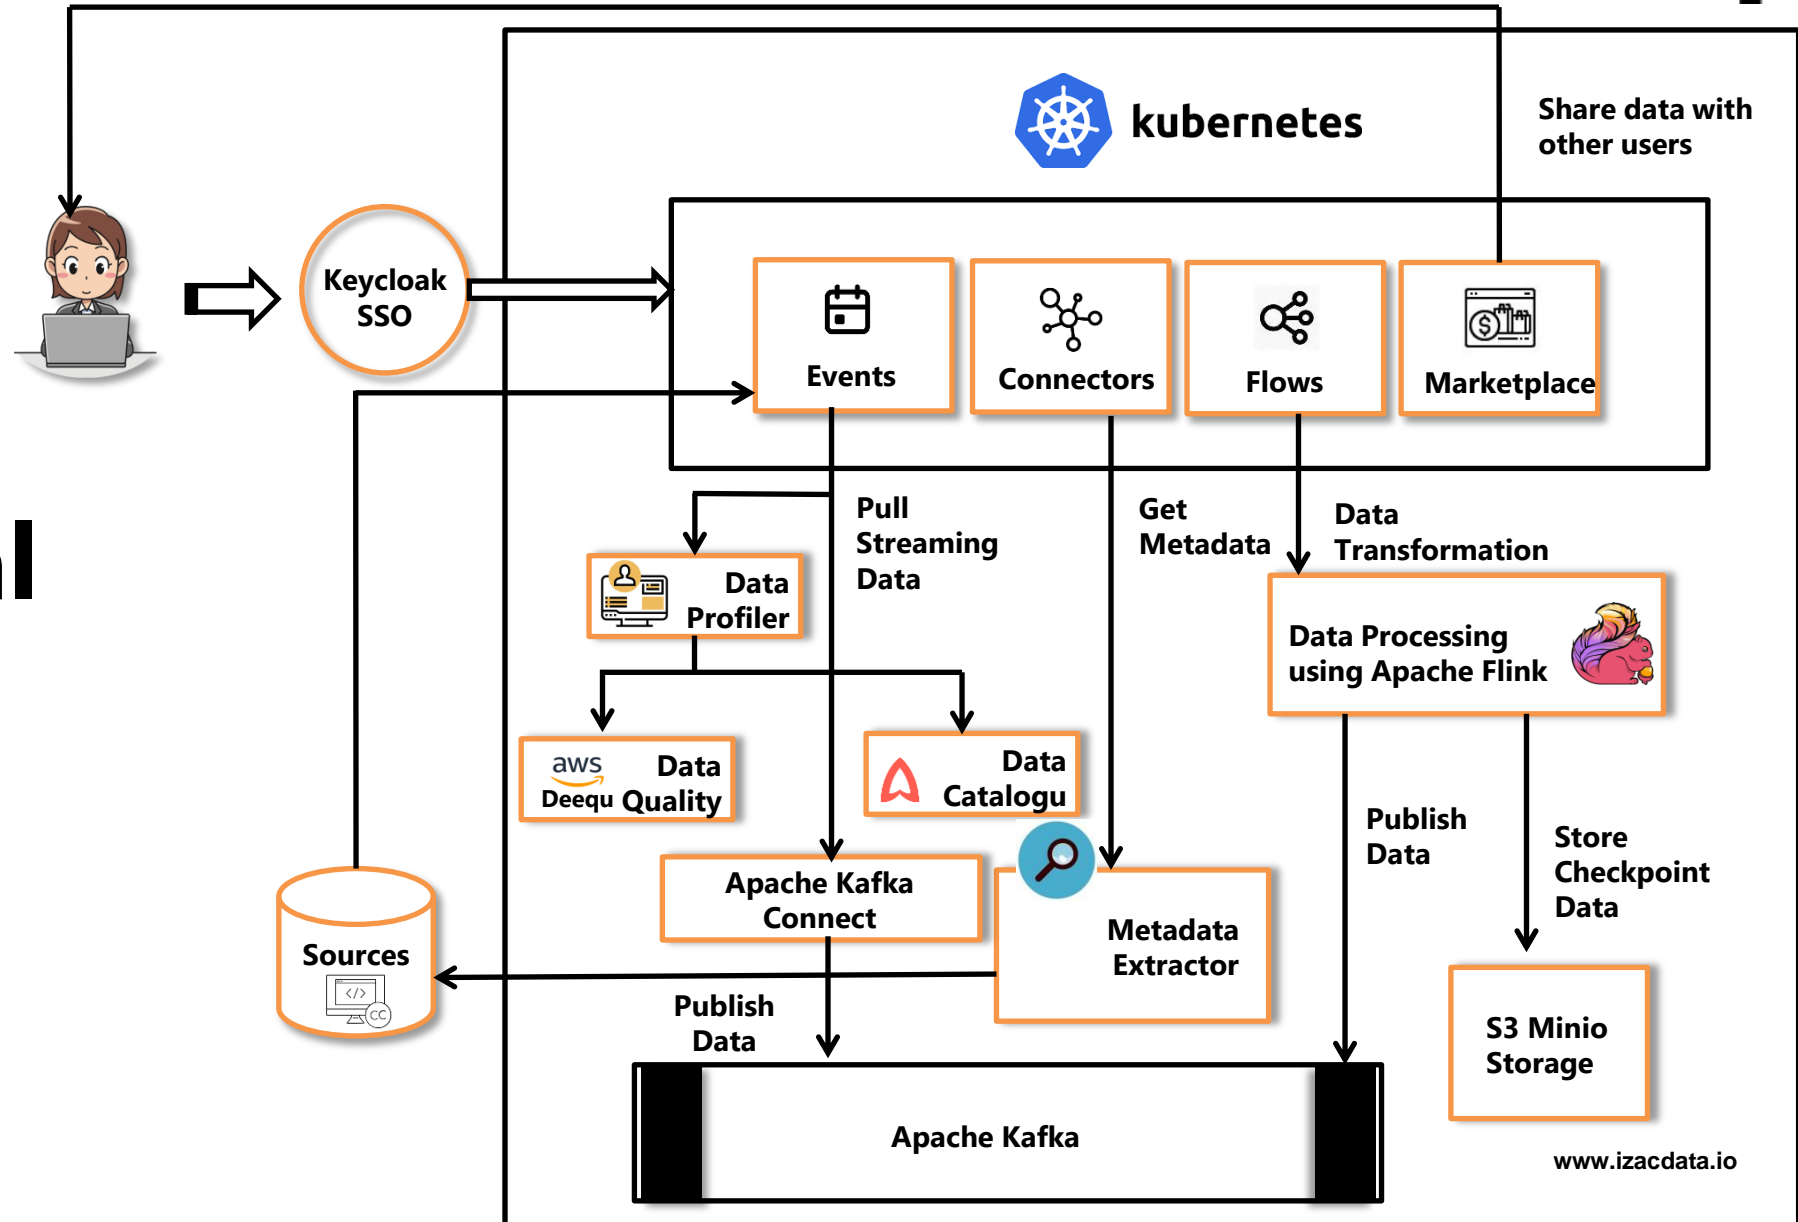 kubernetes
Share data with
other users
Keycloak
SSO
Events
Connectors
Flows
Marketplace
Pull
Streaming
Data
Get
Metadata
Data
Transformation
Data
Profiler
Data Processing
using Apache Flink
aws
Deequ
Data
Quality
Data
Catalogu
Publish
Data
Store
Checkpoint
Data
Apache Kafka
Connect
Metadata
Extractor
Sources
</>
CC
Publish
Data
S3 Minio
Storage
Apache Kafka
www.izacdata.io